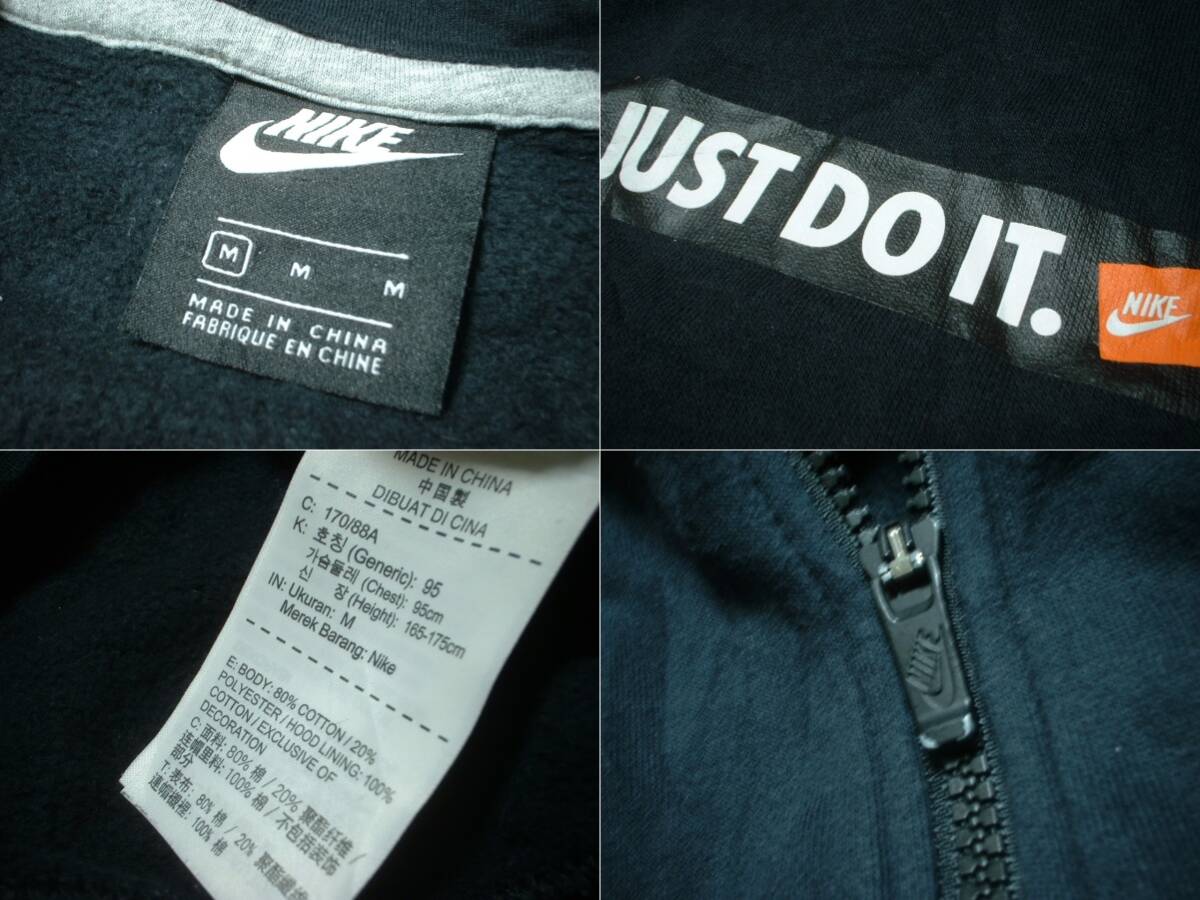 NIKE
M M M
MADE IN CHINA
FABRIQUE EN CHINE
JUST DO IT.
NIKE
MADE IN CHINA
中国製
DIBUAT DI CINA
C: 170/88A
K: 호칭 (Generic): 95
가슴둘레 (Chest): 95cm
신 장 (Height): 165-175cm
IN: Ukuran: M
Merek Barang: Nike
E: BODY: 80% COTTON / 20%
POLYESTER / HOOD LINING: 100%
COTTON / EXCLUSIVE OF
DECORATION
C: 面料: 80% 棉 / 20% 聚酯纤维 /
连帽里料: 100% 棉 / 不包括装饰
部分
T: 表布: 80% 棉 / 20% 聚酯纖維
連帽襯裡: 100% 棉
NIKE